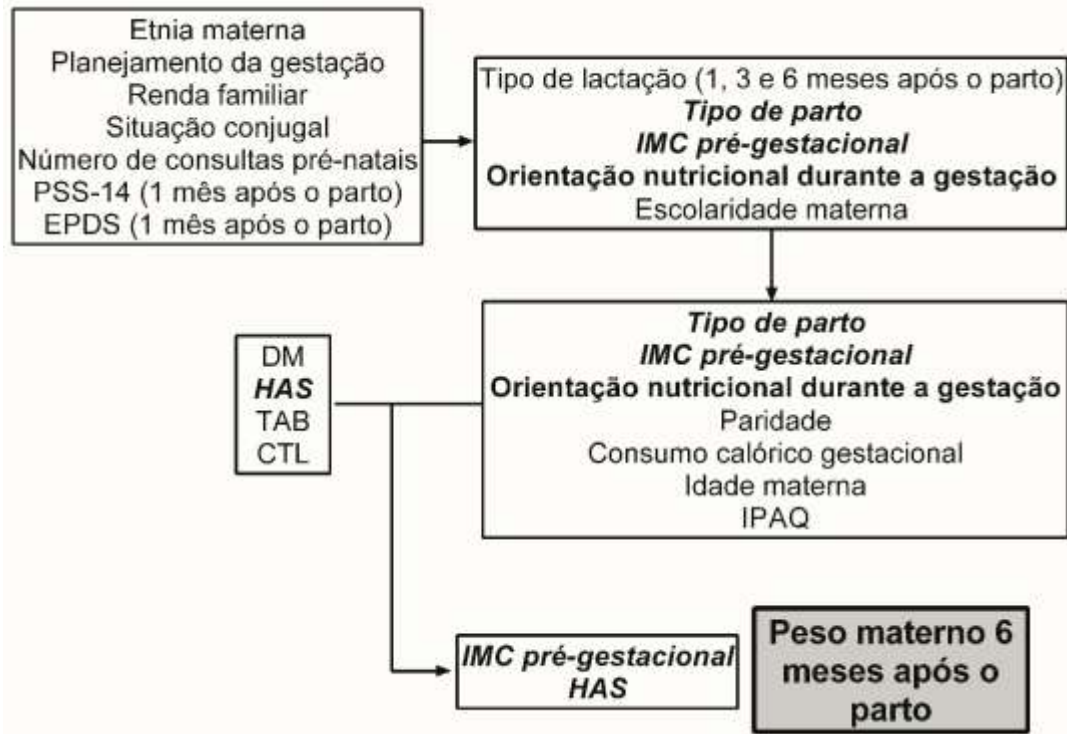 Etnia materna
Planejamento da gestação
Renda familiar
Situação conjugal
Número de consultas pré-natais
PSS-14 (1 mês após o parto)
EPDS (1 mês após o parto)
Tipo de lactação (1, 3 e 6 meses após o parto)
Tipo de parto
IMC pré-gestacional
Orientação nutricional durante a gestação
Escolaridade materna
DM
HAS
TAB
CTL
Tipo de parto
IMC pré-gestacional
Orientação nutricional durante a gestação
Paridade
Consumo calórico gestacional
Idade materna
IPAQ
IMC pré-gestacional
HAS
Peso materno 6
meses após o
parto